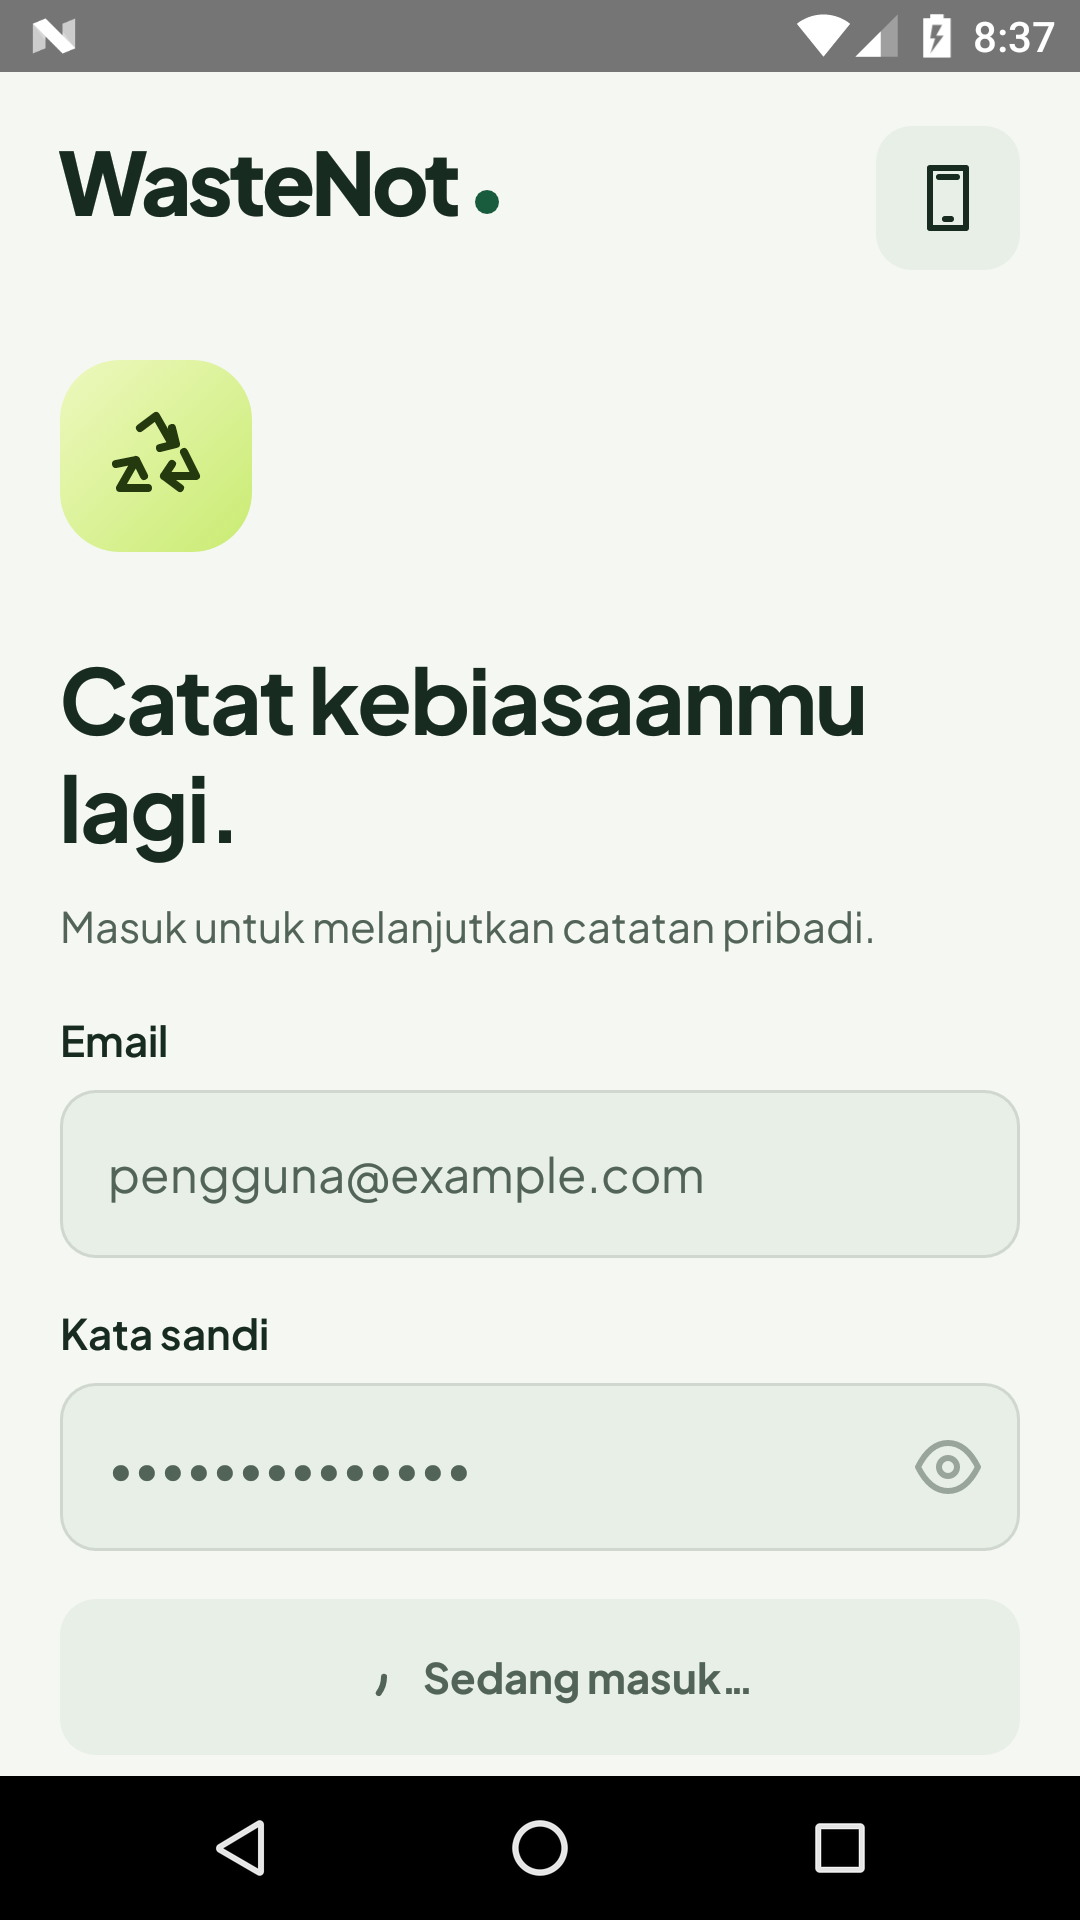 8:37
WasteNot.
Catat kebiasaanmu
lagi.
Masuk untuk melanjutkan catatan pribadi.
Email
pengguna@example.com
Kata sandi
••••••••••••••
Sedang masuk…